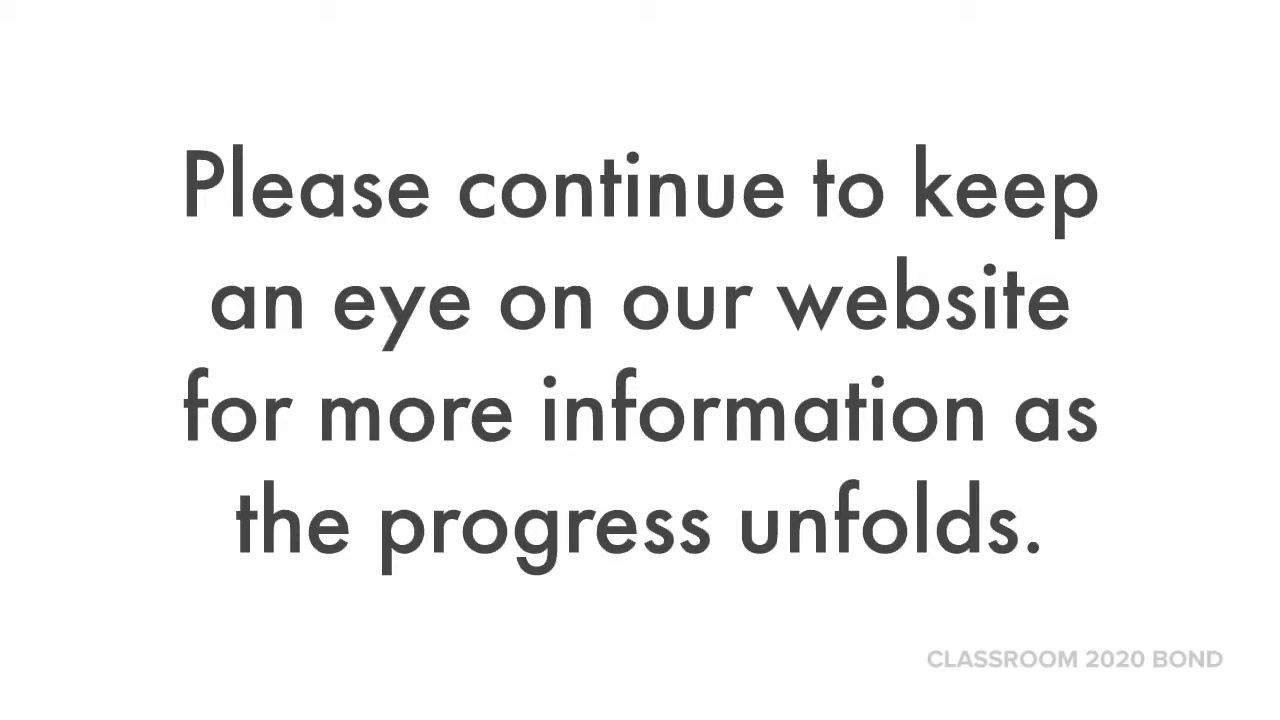 Please continue to keep
an eye on our website
for more information as
the progress unfolds.
CLASSROOM 2020 BOND